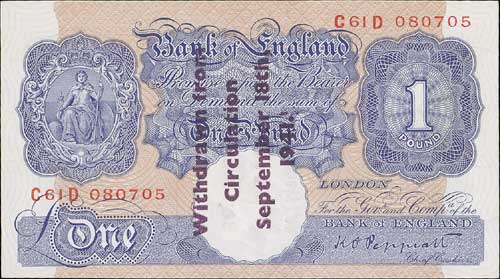 C61D 080705
Bank of England
Promise to pay the Bearer
on Demand the sum of
One Pound
1
POUND
Withdrawn from
Circulation
September 18th
1941.
C61D 080705
LONDON
For the Gov.r and Comp.a of the
BANK OF ENGLAND
K O Peppiatt
Chief Cashier
£One